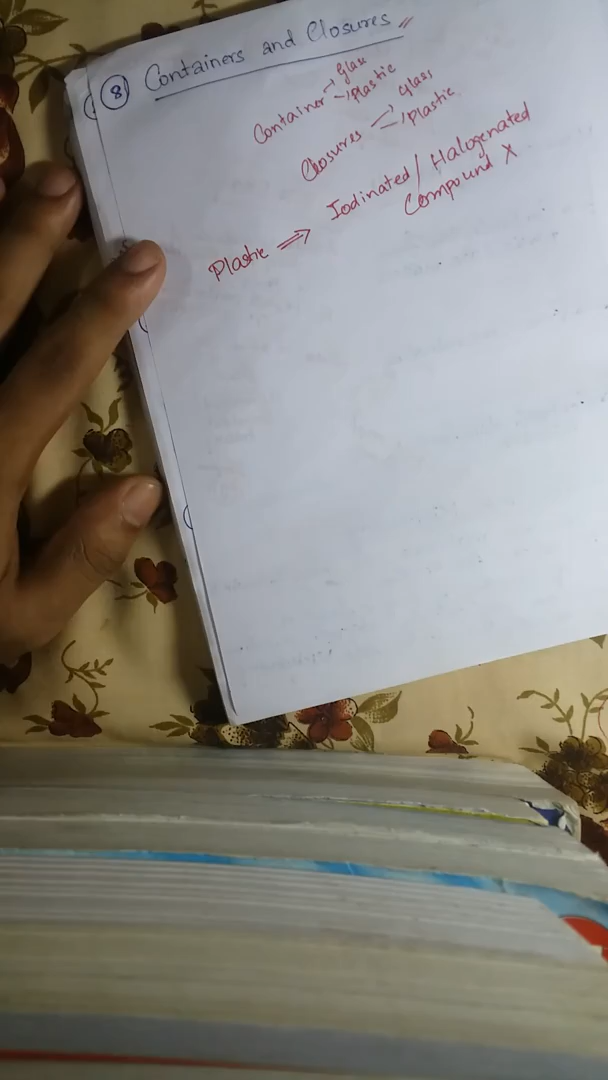 8 Containers and Closures
Container → Glass
→ Plastic
Closures → Glass
→ Plastic
Plastic ⇒ Iodinated / Halogenated
Compound X